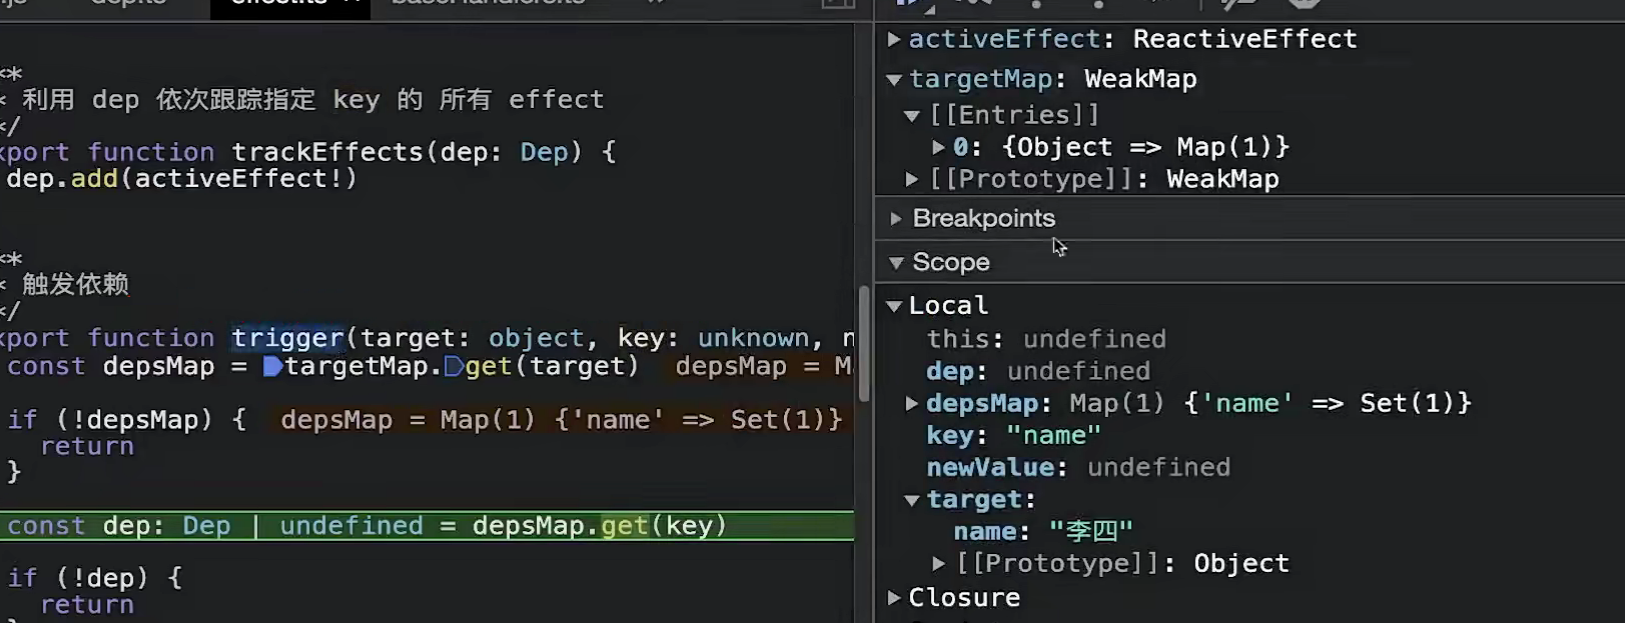 **
* 利用 dep 依次跟踪指定 key 的 所有 effect
*/
xport function trackEffects(dep: Dep) {
dep.add(activeEffect!)
**
* 触发依赖
*/
xport function trigger(target: object, key: unknown, n
const depsMap = targetMap.get(target) depsMap = M
if (!depsMap) { depsMap = Map(1) {'name' => Set(1)}
return
}
const dep: Dep | undefined = depsMap.get(key)
if (!dep) {
return
activeEffect: ReactiveEffect
targetMap: WeakMap
[[Entries]]
0: {Object => Map(1)}
[[Prototype]]: WeakMap
Breakpoints
Scope
Local
this: undefined
dep: undefined
depsMap: Map(1) {'name' => Set(1)}
key: "name"
newValue: undefined
target:
name: "李四"
[[Prototype]]: Object
Closure